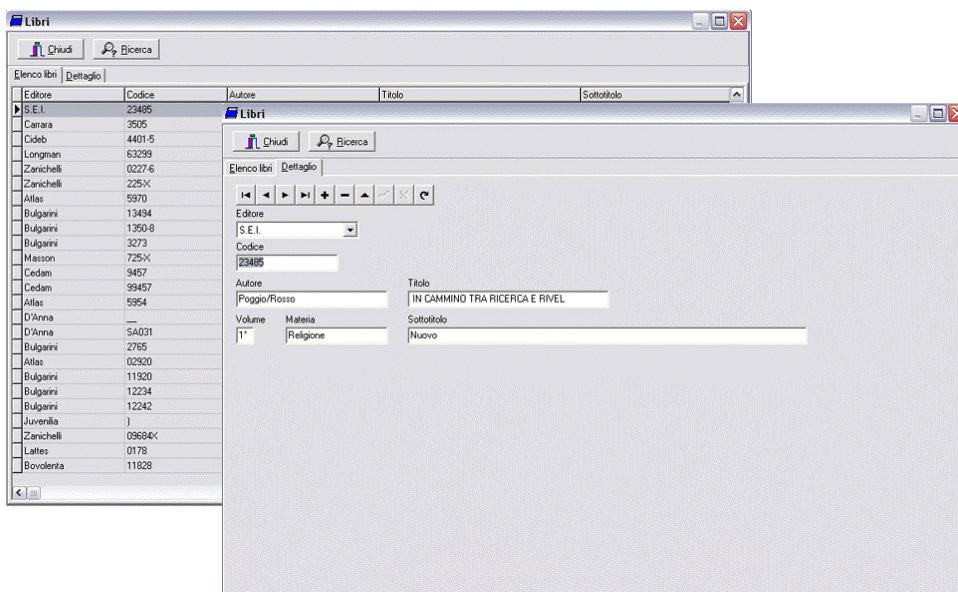 Libri
Chiudi Ricerca
Elenco libri Dettaglio
Editore Codice Autore Titolo Sottotitolo
S.E.I. 23485
Carrara 3505
Cideb 4401-5
Longman 63299
Zanichelli 0227-6
Zanichelli 225-X
Atlas 5970
Bulgarini 13494
Bulgarini 1350-8
Bulgarini 3273
Masson 725-X
Cedam 9457
Cedam 99457
Atlas 5954
D'Anna __
D'Anna SA031
Bulgarini 2765
Atlas 02920
Bulgarini 11920
Bulgarini 12234
Bulgarini 12242
Juvenilia )
Zanichelli 09684X
Lattes 0178
Bovolenta 11828
Libri
Chiudi Ricerca
Elenco libri Dettaglio
Editore
S.E.I.
Codice
23485
Autore Titolo
Poggio/Rosso IN CAMMINO TRA RICERCA E RIVEL
Volume Materia Sottotitolo
1° Religione Nuovo